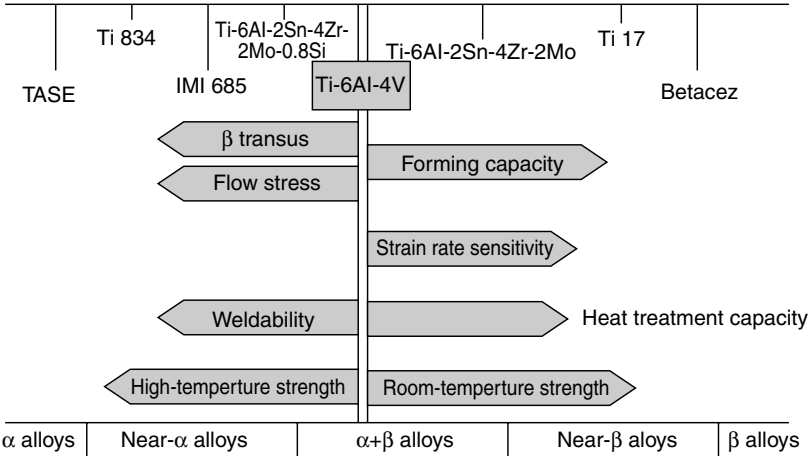 Ti 834
Ti-6Al-2Sn-4Zr-
2Mo-0.8Si
Ti-6Al-2Sn-4Zr-2Mo
Ti 17
TASE
IMI 685
Ti-6Al-4V
Betacez
β transus
Forming capacity
Flow stress
Strain rate sensitivity
Weldability
Heat treatment capacity
High-temperture strength
Room-temperture strength
α alloys
Near-α alloys
α+β alloys
Near-β aloys
β alloys